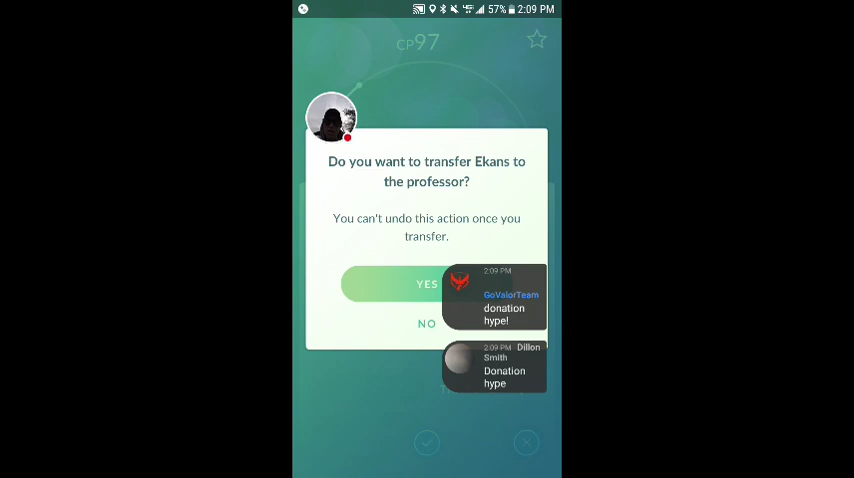 57% 2:09 PM
CP97
Do you want to transfer Ekans to
the professor?
You can't undo this action once you
transfer.
YES
NO
2:09 PM
GoValorTeam
donation
hype!
2:09 PM Dillon
Smith
Donation
hype